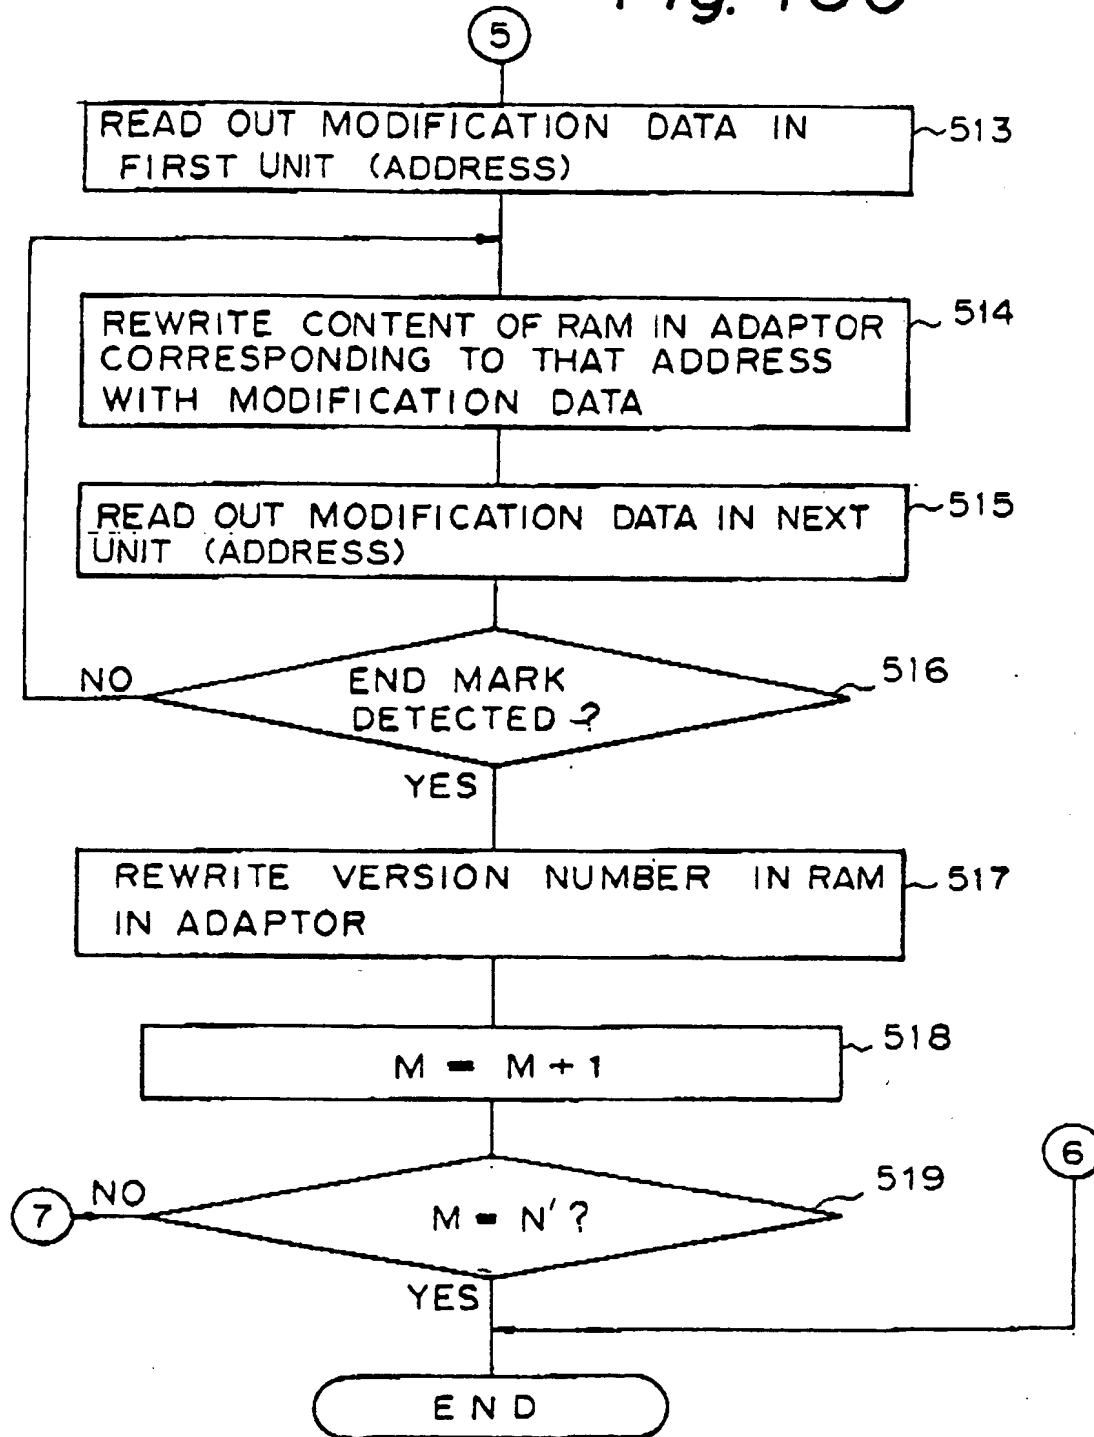 5
READ OUT MODIFICATION DATA IN
FIRST UNIT (ADDRESS)
513
REWRITE CONTENT OF RAM IN ADAPTOR
CORRESPONDING TO THAT ADDRESS
WITH MODIFICATION DATA
514
READ OUT MODIFICATION DATA IN NEXT
UNIT (ADDRESS)
515
NO
END MARK
DETECTED ?
516
YES
REWRITE VERSION NUMBER IN RAM
IN ADAPTOR
517
M = M + 1
518
6
7
NO
M = N' ?
519
YES
END